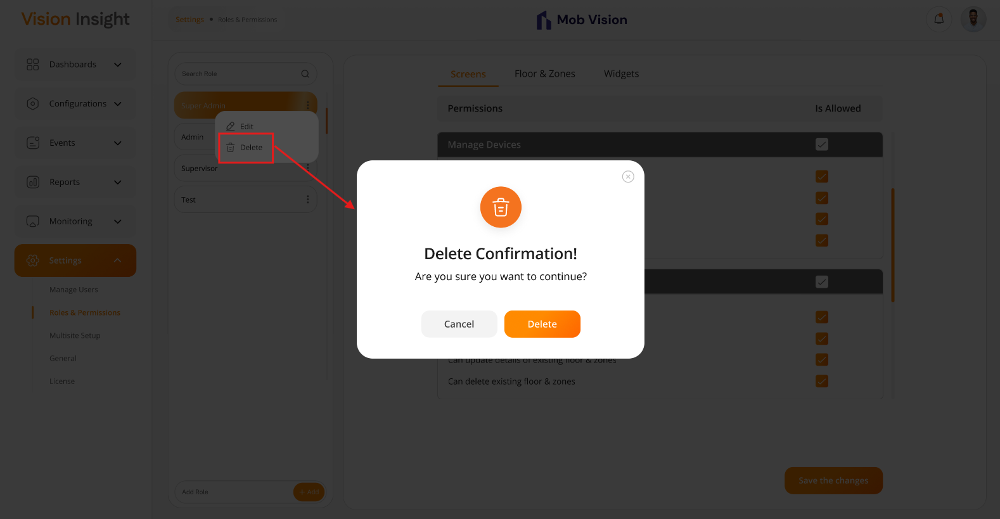 Vision Insight
Settings • Roles & Permissions
Mob Vision
Dashboards
Configurations
Events
Reports
Monitoring
Settings
Manage Users
Roles & Permissions
Multisite Setup
General
License
Search Role
Super Admin
Edit
Admin
Delete
Supervisor
Test
Add Role
+ Add
Screens
Floor & Zones
Widgets
Permissions
Is Allowed
Manage Devices
Delete Confirmation!
Are you sure you want to continue?
Cancel
Delete
Can update details of existing floor & zones
Can delete existing floor & zones
Save the changes